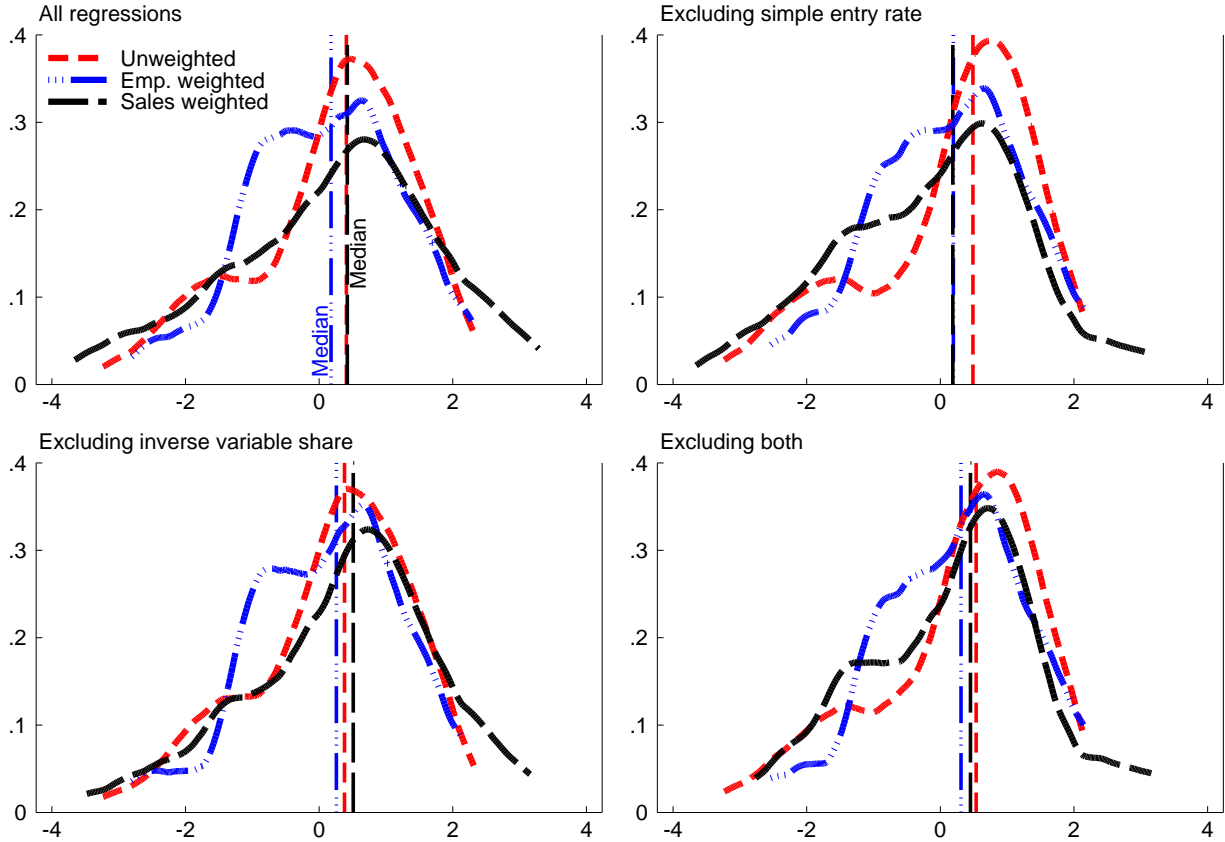 All regressions
.4
.3
.2
.1
0
Unweighted
Emp. weighted
Sales weighted
Median
Median
-4 -2 0 2 4
Excluding simple entry rate
.4
.3
.2
.1
0
-4 -2 0 2 4
Excluding inverse variable share
.4
.3
.2
.1
0
-4 -2 0 2 4
Excluding both
.4
.3
.2
.1
0
-4 -2 0 2 4